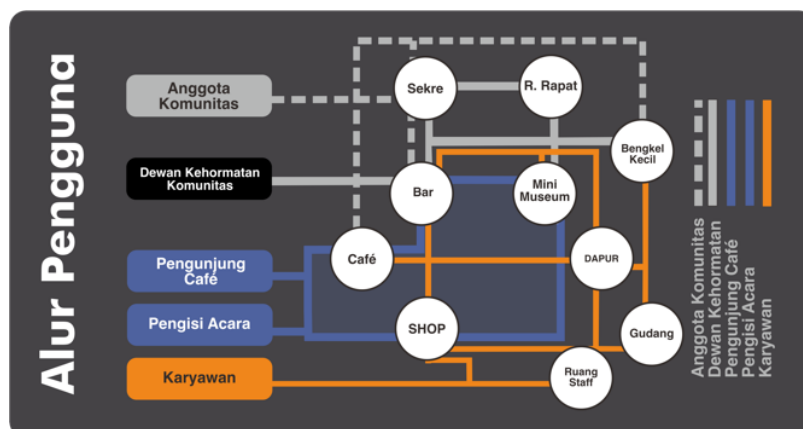 Alur Pengguna
Anggota
Komunitas
Dewan Kehormatan
Komunitas
Pengunjung
Café
Pengisi Acara
Karyawan
Sekre
R. Rapat
Bengkel
Kecil
Bar
Mini
Museum
Café
DAPUR
SHOP
Gudang
Ruang
Staff
Anggota Komunitas
Dewan Kehormatan
Pengunjung Café
Pengisi Acara
Karyawan